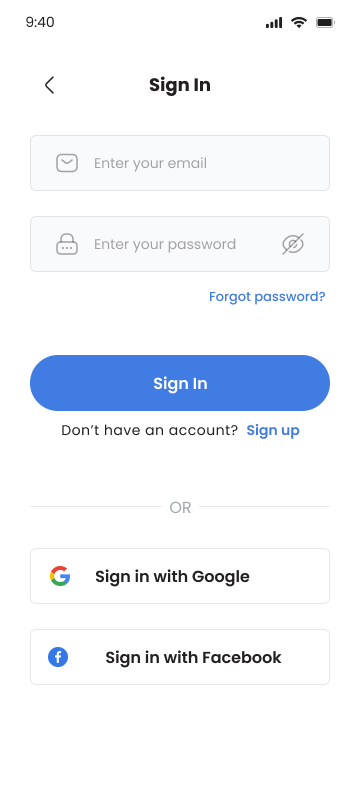 9:40
Sign In
Enter your email
Enter your password
Forgot password?
Sign In
Don't have an account? Sign up
OR
Sign in with Google
Sign in with Facebook